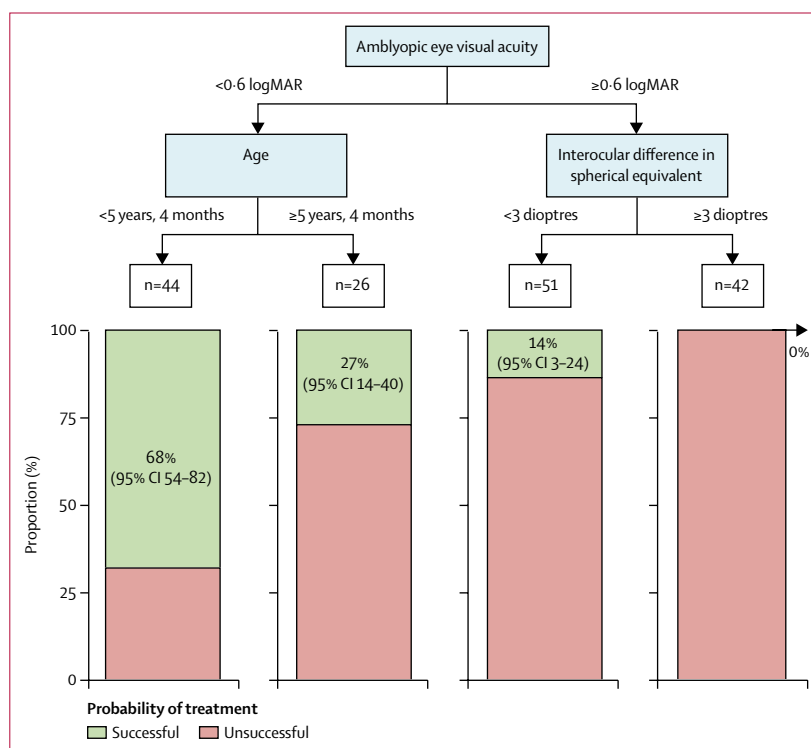 Amblyopic eye visual acuity
<0·6 logMAR
≥0·6 logMAR
Age
Interocular difference in
spherical equivalent
<5 years, 4 months
≥5 years, 4 months
<3 dioptres
≥3 dioptres
n=44
n=26
n=51
n=42
Proportion (%)
100
75
50
25
0
68%
(95% CI 54–82)
27%
(95% CI 14–40)
14%
(95% CI 3–24)
0%
Probability of treatment
Successful
Unsuccessful